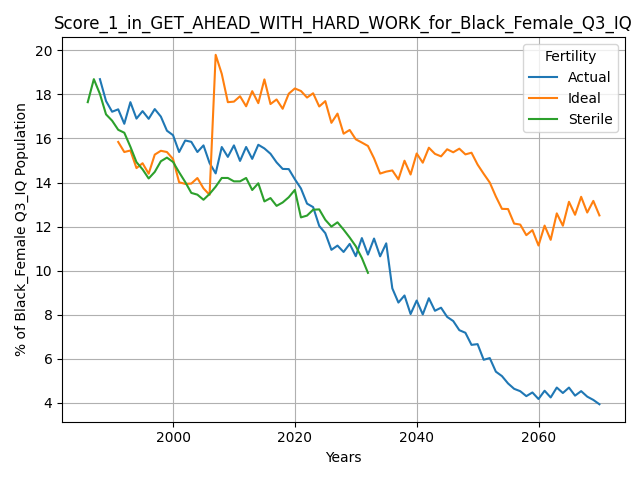 Score_1_in_GET_AHEAD_WITH_HARD_WORK_for_Black_Female_Q3_IQ
% of Black_Female Q3_IQ Population
20
18
16
14
12
10
8
6
4
Fertility
Actual
Ideal
Sterile
2000 2020 2040 2060
Years